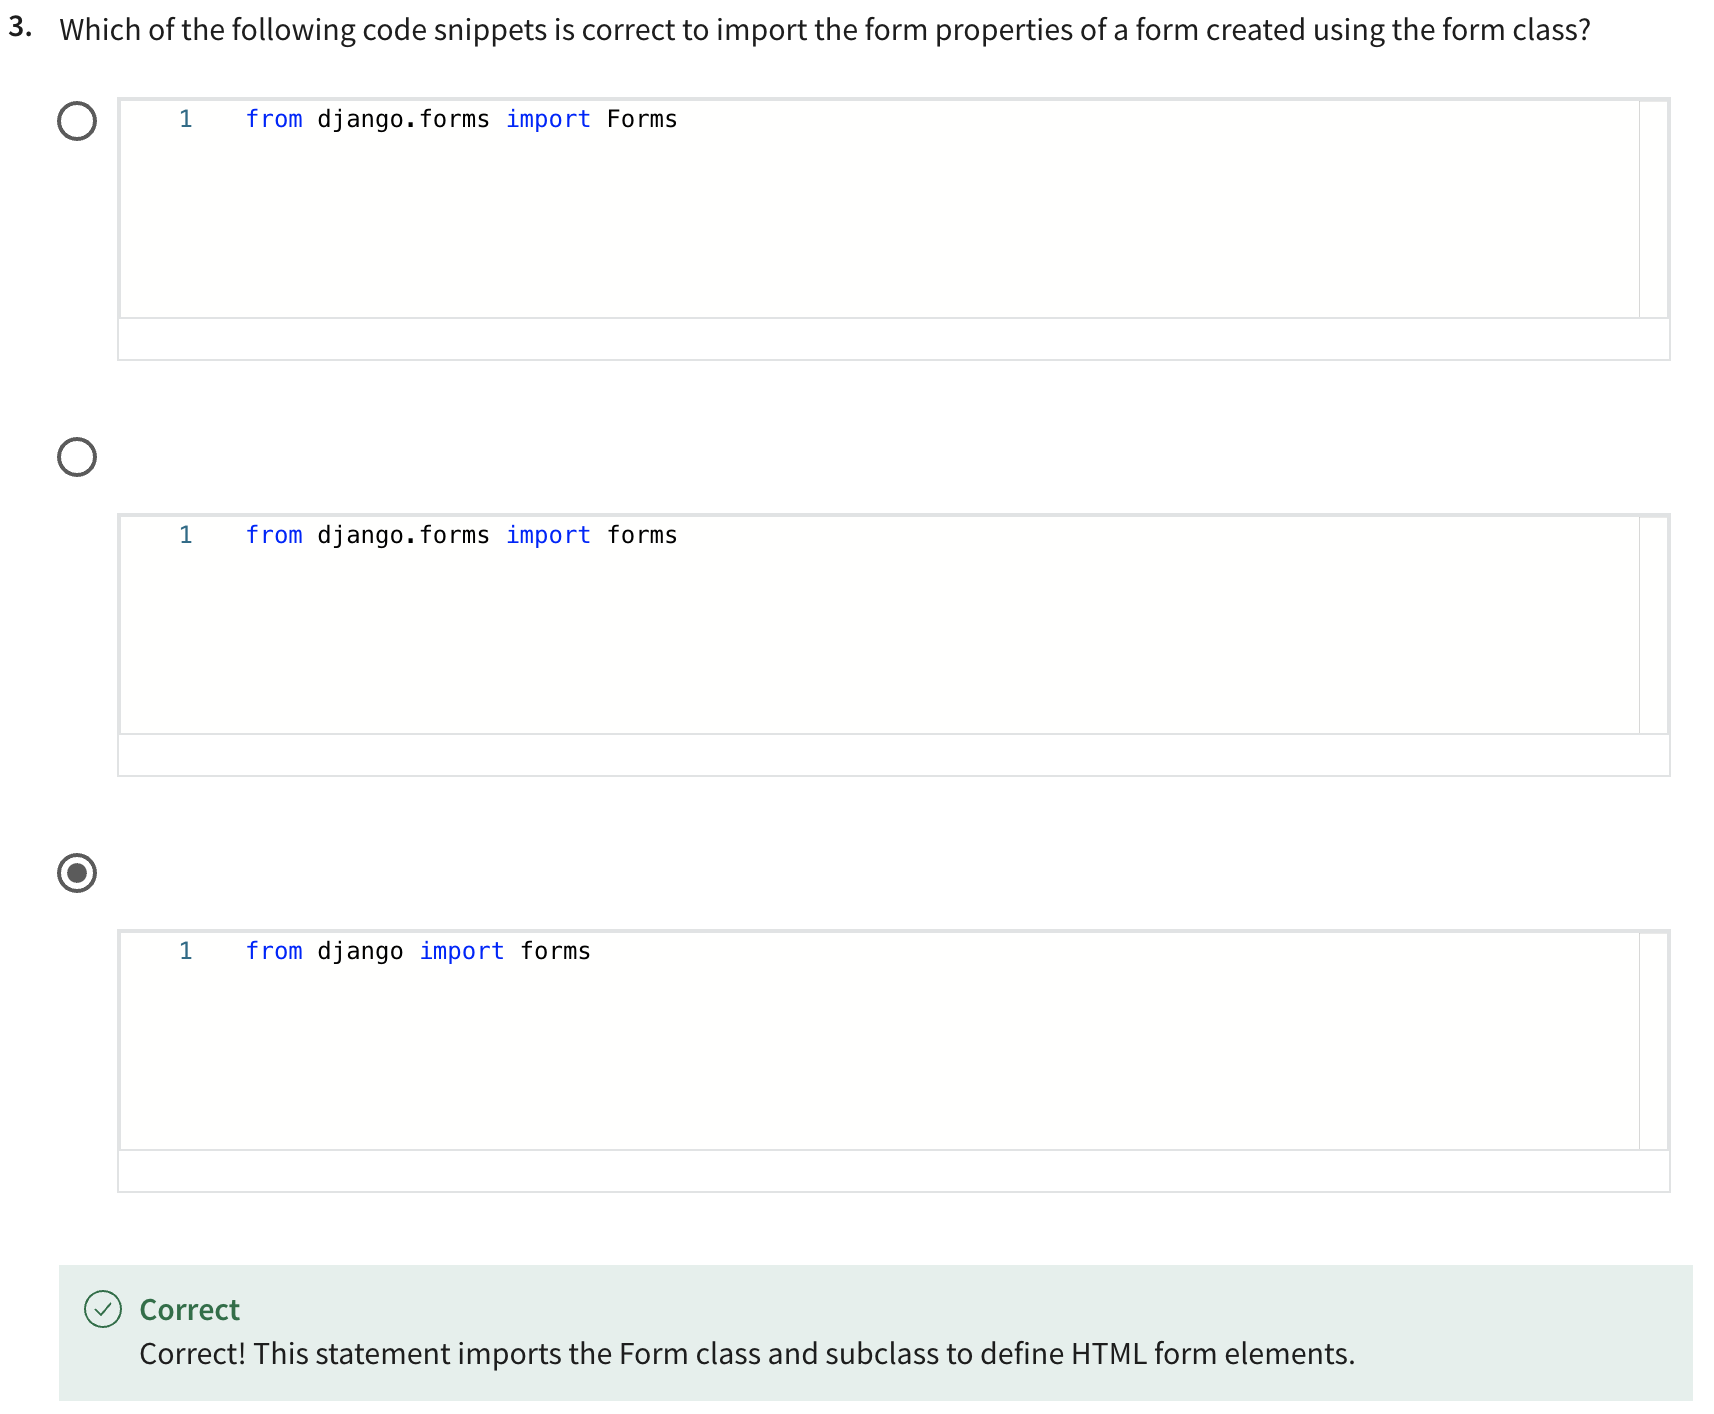 3. Which of the following code snippets is correct to import the form properties of a form created using the form class?
1 from django.forms import Forms
1 from django.forms import forms
1 from django import forms
Correct
Correct! This statement imports the Form class and subclass to define HTML form elements.